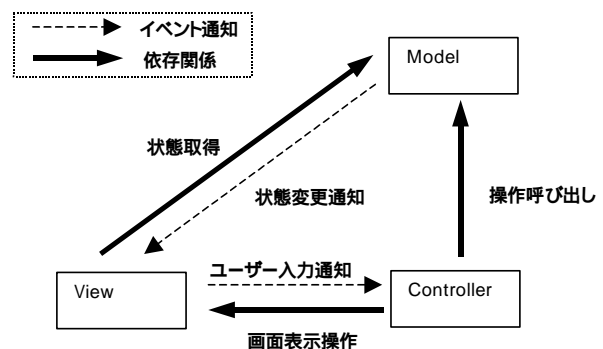 イベント通知
依存関係
Model
状態取得
状態変更通知
操作呼び出し
ユーザー入力通知
View
Controller
画面表示操作